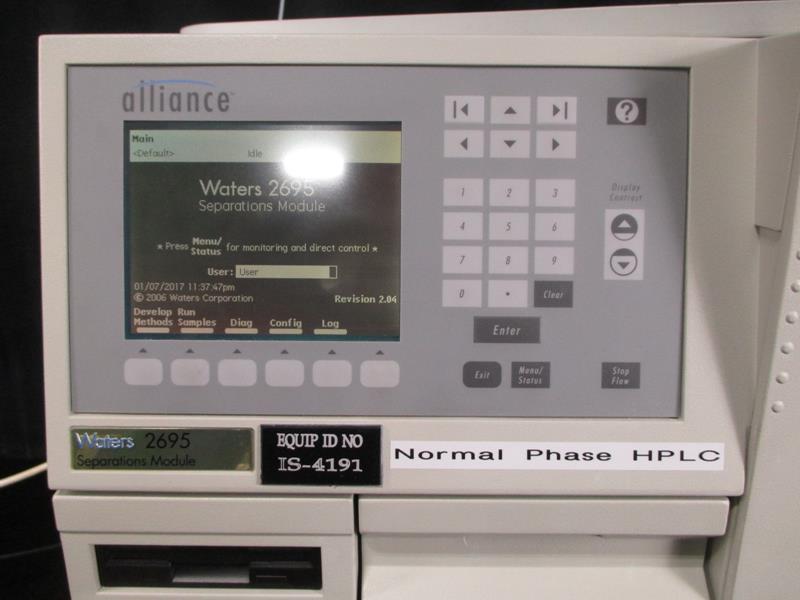 alliance™
Main
<Default> Idle
Waters 2695
Separations Module
* Press Menu/Status for monitoring and direct control *
User: User
01/07/2017 11:37:47pm
© 2006 Waters Corporation Revision 2.04
Develop Run
Methods Samples Diag Config Log
?
Display
Contrast
1 2 3
4 5 6
7 8 9
0 • Clear
Enter
Exit Menu/Status Stop Flow
Waters 2695
Separations Module
EQUIP ID NO
IS-4191
Normal Phase HPLC